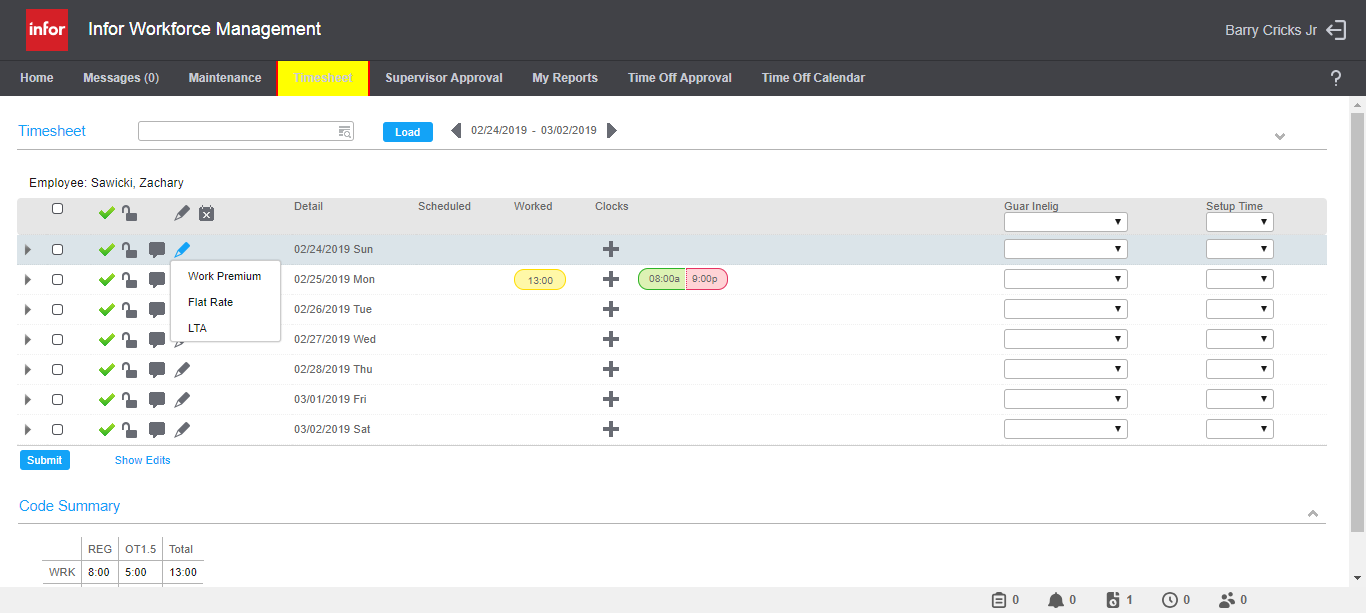 infor Infor Workforce Management Barry Cricks Jr
Home Messages (0) Maintenance Timesheet Supervisor Approval My Reports Time Off Approval Time Off Calendar ?
Timesheet Load 02/24/2019 - 03/02/2019
Employee: Sawicki, Zachary
Detail Scheduled Worked Clocks Guar Inelig Setup Time
02/24/2019 Sun
Work Premium
02/25/2019 Mon 13:00 08:00a 9:00p
Flat Rate
02/26/2019 Tue
LTA
02/27/2019 Wed
02/28/2019 Thu
03/01/2019 Fri
03/02/2019 Sat
Submit Show Edits
Code Summary
REG OT1.5 Total
WRK 8:00 5:00 13:00
0 0 1 0 0